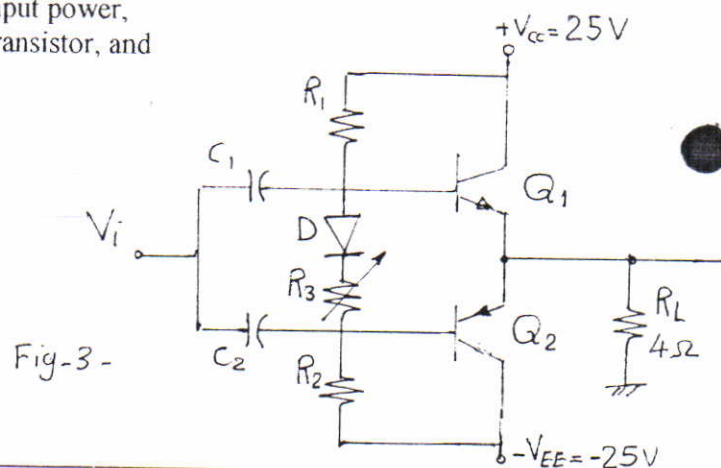 put power,
ransistor, and
+Vcc = 25V
R1
C1
Q1
Vi
D
R3
RL
4Ω
Q2
C2
Fig-3-
R2
-VEE = -25V